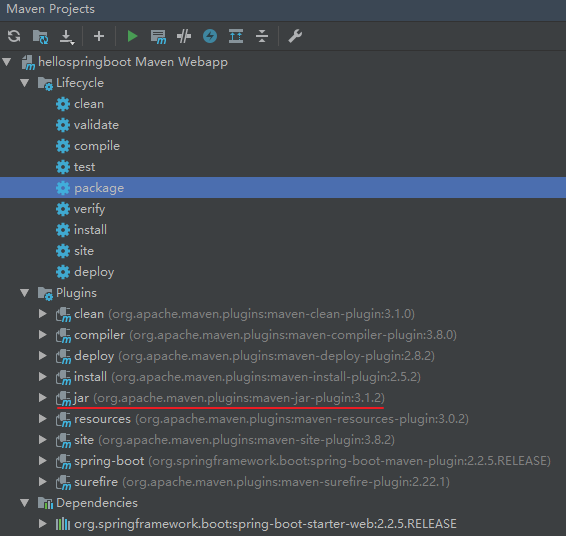 Maven Projects
hellospringboot Maven Webapp
Lifecycle
clean
validate
compile
test
package
verify
install
site
deploy
Plugins
clean (org.apache.maven.plugins:maven-clean-plugin:3.1.0)
compiler (org.apache.maven.plugins:maven-compiler-plugin:3.8.0)
deploy (org.apache.maven.plugins:maven-deploy-plugin:2.8.2)
install (org.apache.maven.plugins:maven-install-plugin:2.5.2)
jar (org.apache.maven.plugins:maven-jar-plugin:3.1.2)
resources (org.apache.maven.plugins:maven-resources-plugin:3.0.2)
site (org.apache.maven.plugins:maven-site-plugin:3.8.2)
spring-boot (org.springframework.boot:spring-boot-maven-plugin:2.2.5.RELEASE)
surefire (org.apache.maven.plugins:maven-surefire-plugin:2.22.1)
Dependencies
org.springframework.boot:spring-boot-starter-web:2.2.5.RELEASE